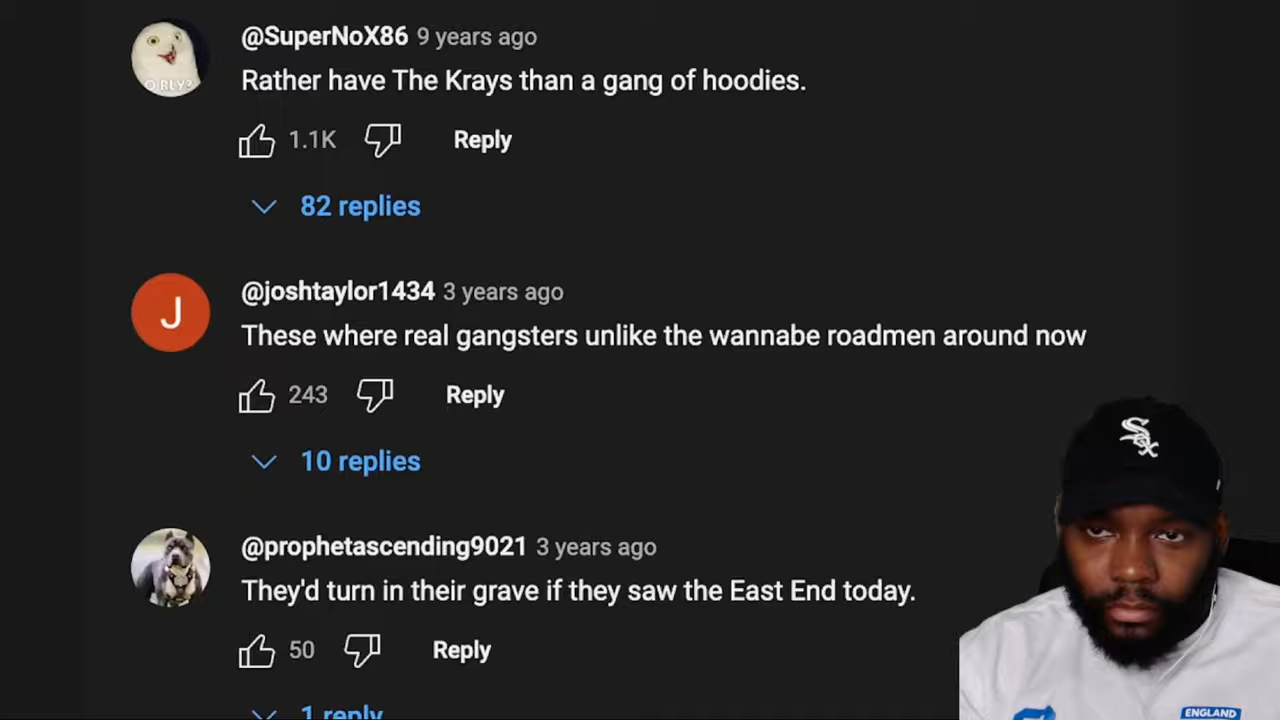 @SuperNoX86 9 years ago
Rather have The Krays than a gang of hoodies.
O RLY?
1.1K Reply
82 replies
@joshtaylor1434 3 years ago
J
These where real gangsters unlike the wannabe roadmen around now
243 Reply
10 replies
Sox
@prophetascending9021 3 years ago
They'd turn in their grave if they saw the East End today.
50 Reply
1 reply
ENGLAND